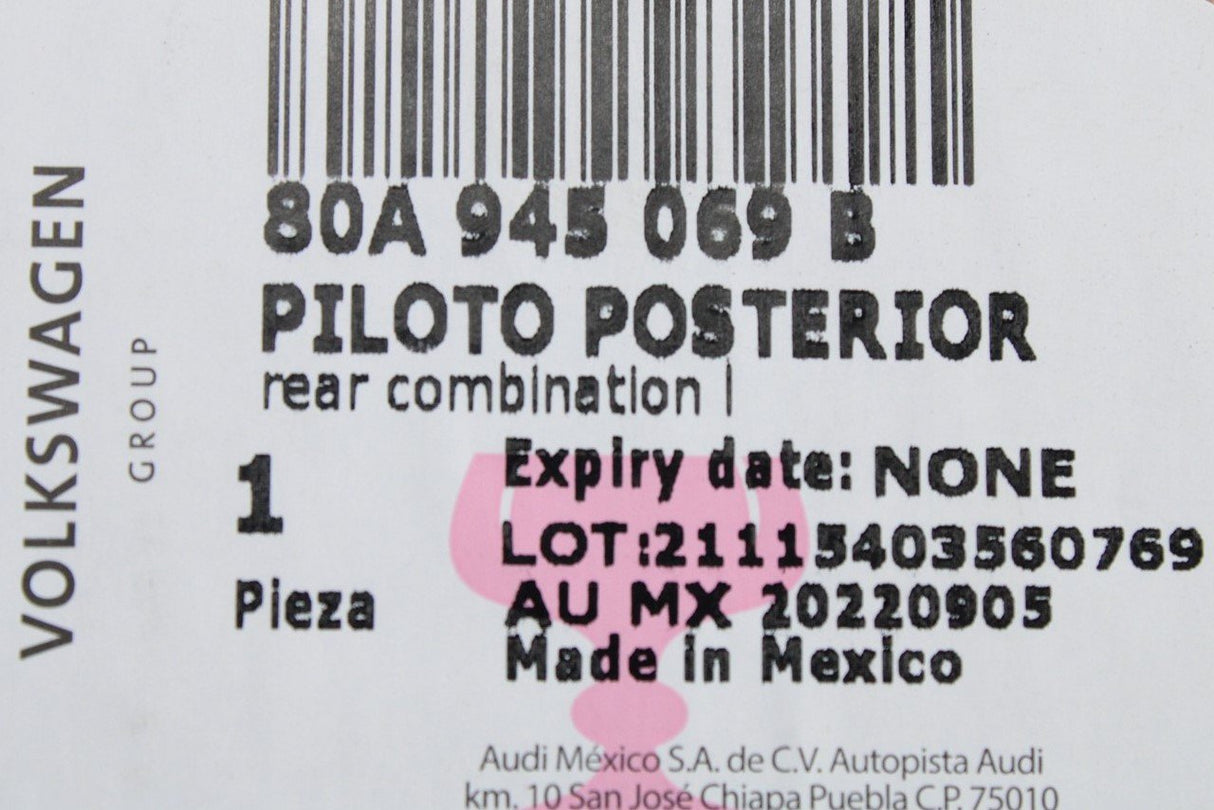 VOLKSWAGEN
GROUP
80A 945 069 B
PILOTO POSTERIOR
rear combination l
1
Pieza
Expiry date: NONE
LOT:21115403560769
AU MX 20220905
Made in Mexico
Audi México S.A. de C.V. Autopista Audi
km. 10 San José Chiapa Puebla C.P. 75010